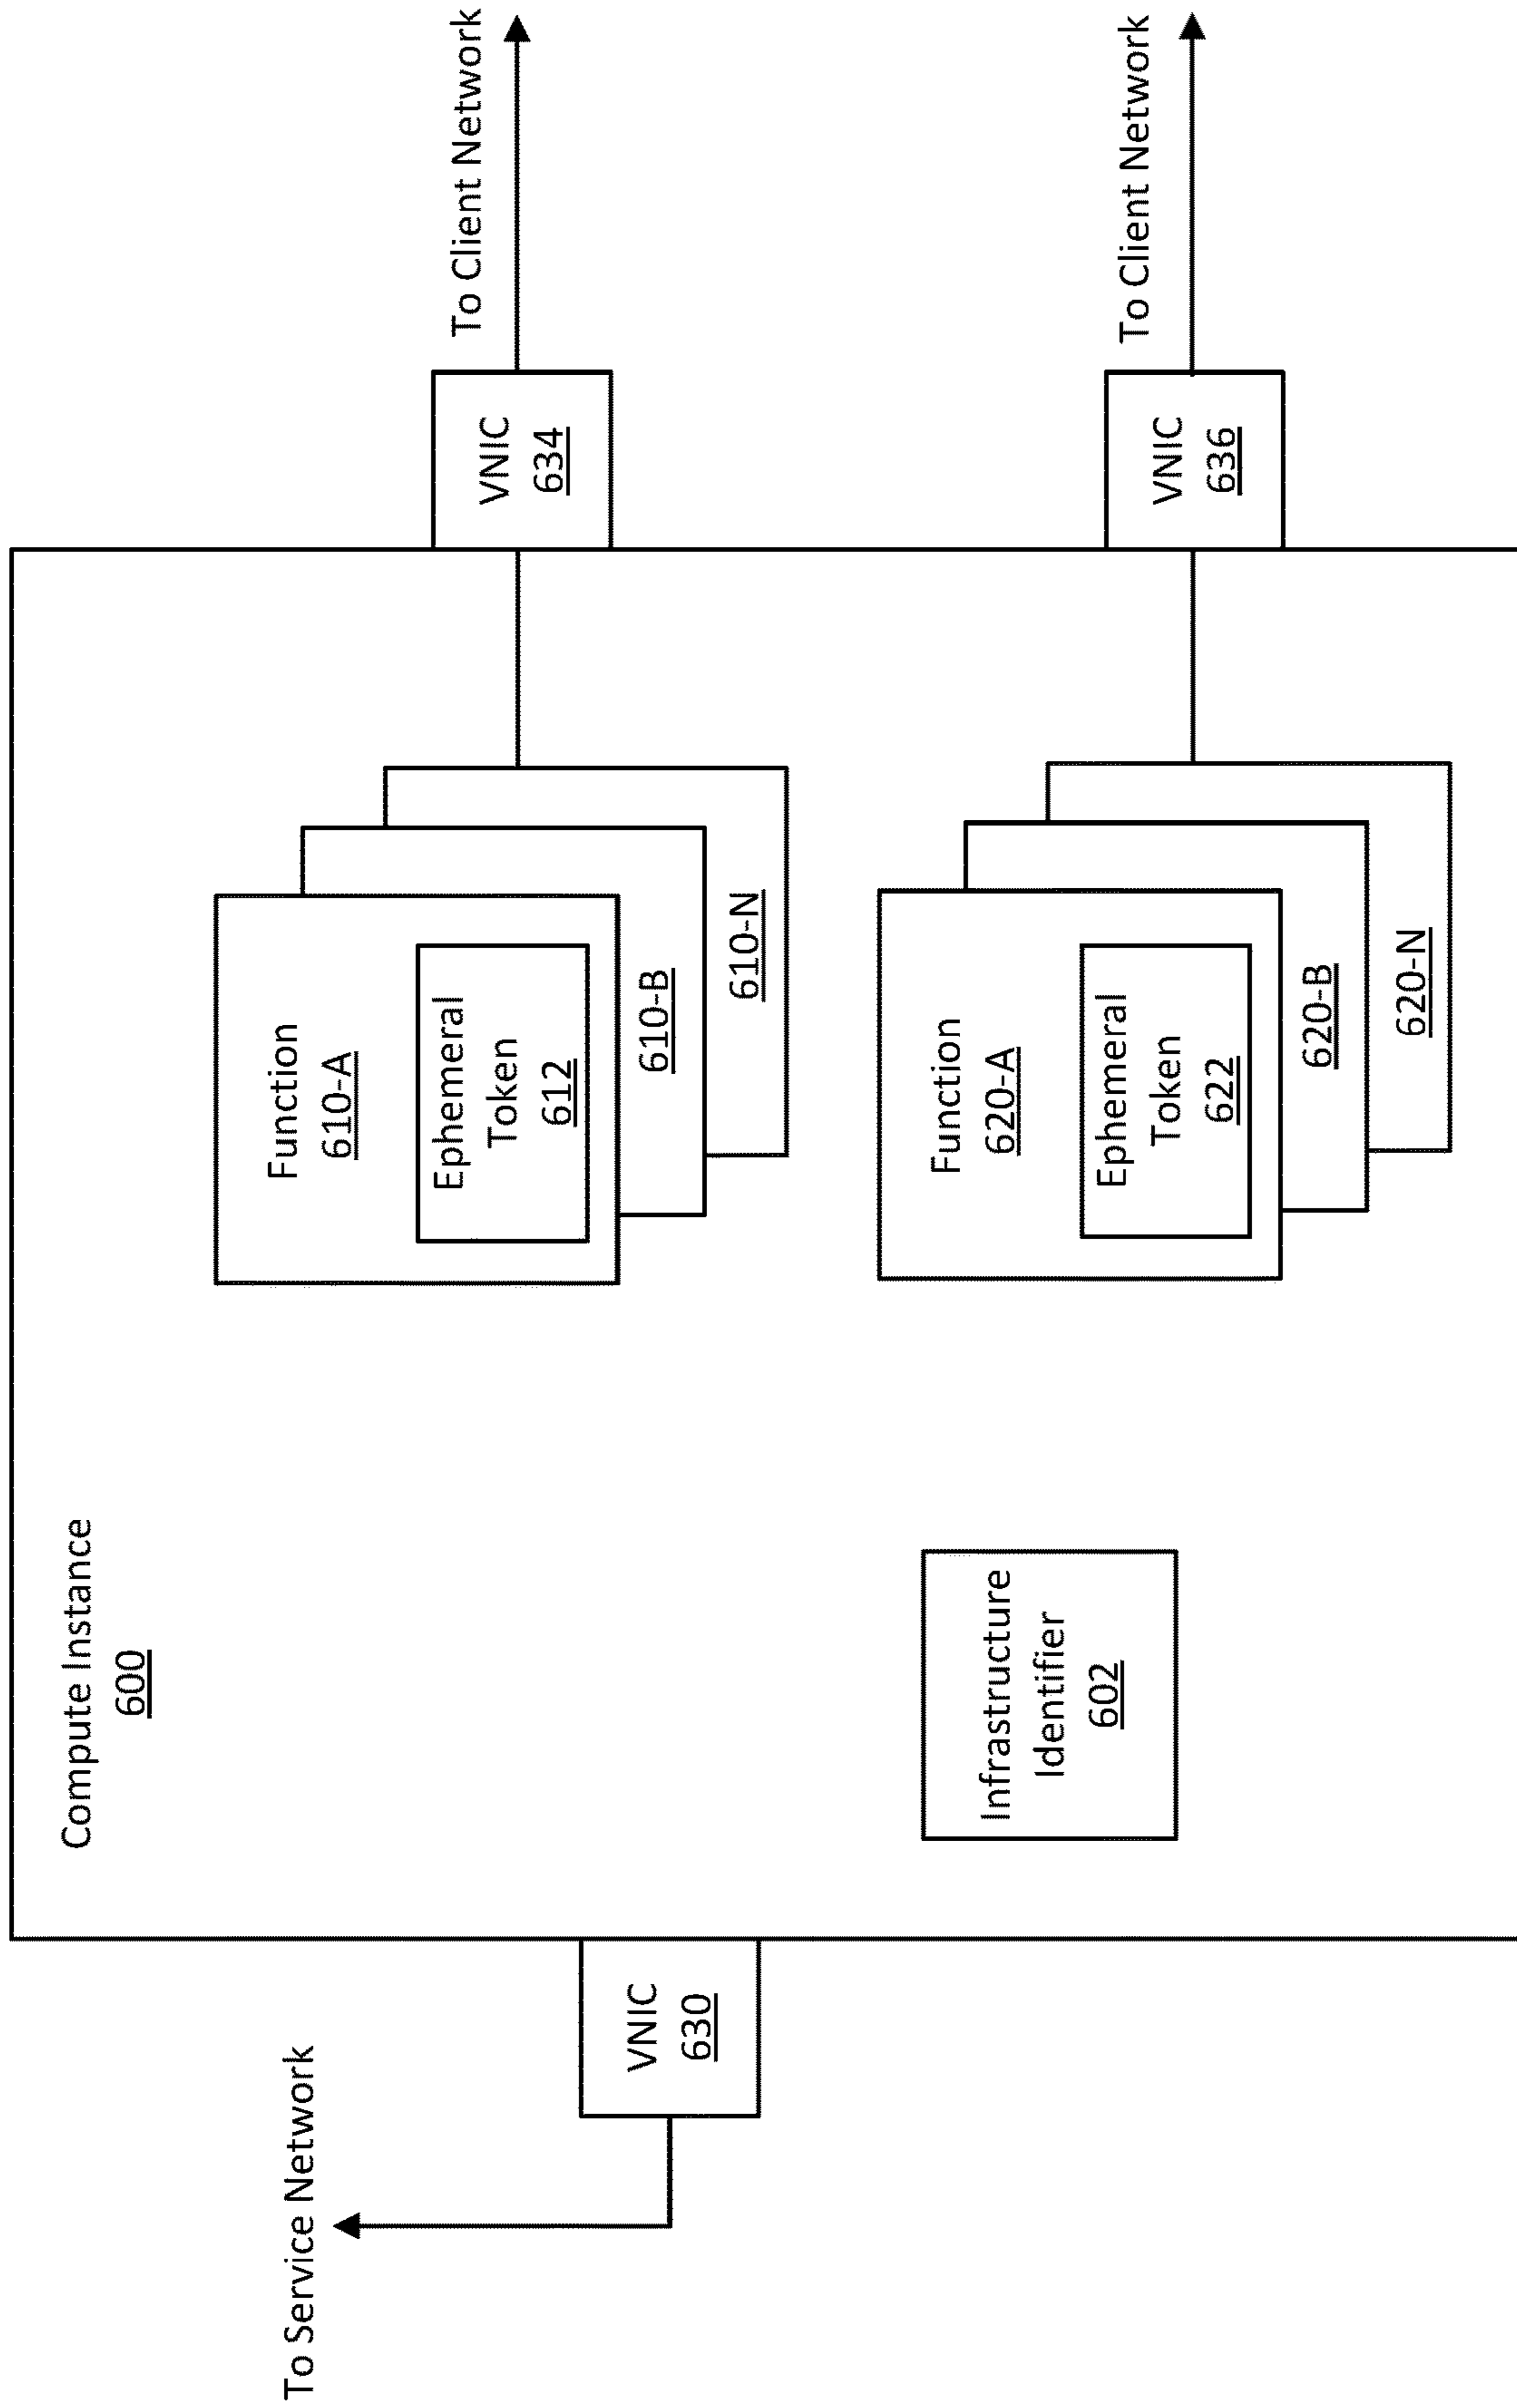 To Service Network
VNIC
630
Compute Instance
600
Infrastructure
Identifier
602
Function
610-A
Ephemeral
Token
612
610-B
610-N
Function
620-A
Ephemeral
Token
622
620-B
620-N
VNIC
634
To Client Network
VNIC
636
To Client Network